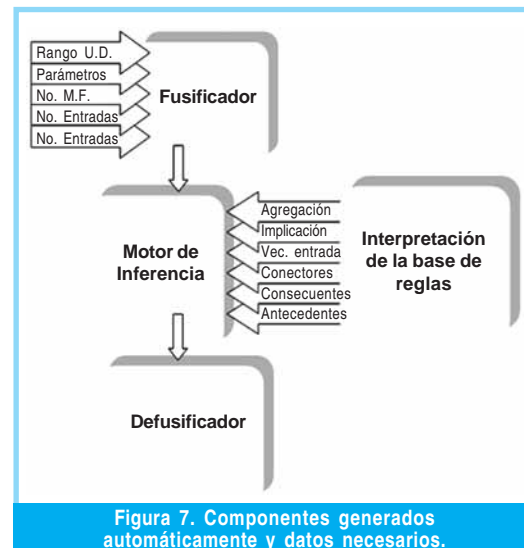 Rango U.D.
Parámetros
No. M.F.
No. Entradas
No. Entradas
Fusificador
Agregación
Implicación
Vec. entrada
Conectores
Consecuentes
Antecedentes
Motor de
Inferencia
Interpretación
de la base de
reglas
Defusificador
Figura 7. Componentes generados
automáticamente y datos necesarios.